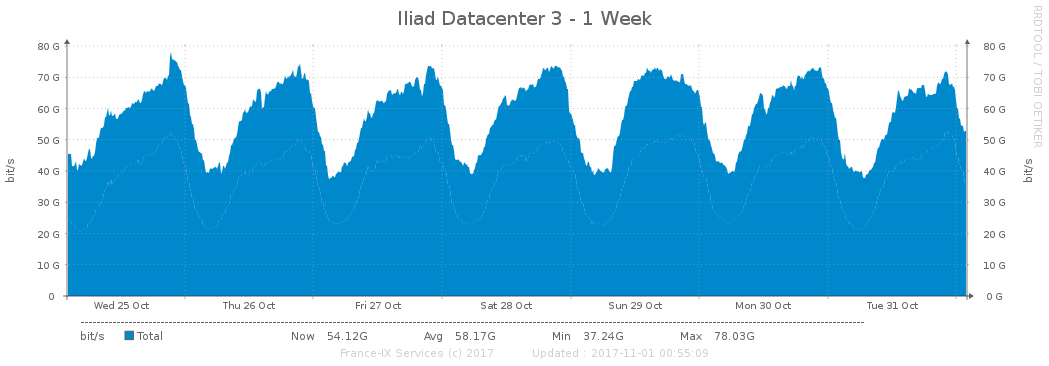 Iliad Datacenter 3 - 1 Week
RRDTOOL / TOBI OETIKER
bit/s
80 G
70 G
60 G
50 G
40 G
30 G
20 G
10 G
0
80 G
70 G
60 G
50 G
40 G
30 G
20 G
10 G
0 G
bit/s
Wed 25 Oct Thu 26 Oct Fri 27 Oct Sat 28 Oct Sun 29 Oct Mon 30 Oct Tue 31 Oct
bit/s Total Now 54.12G Avg 58.17G Min 37.24G Max 78.03G
France-IX Services (c) 2017 Updated : 2017-11-01 00:55:09